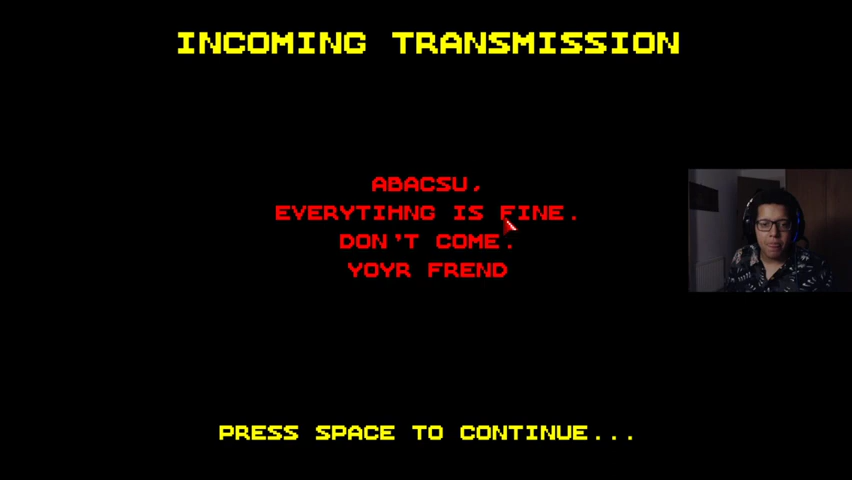 INCOMING TRANSMISSION
ABACSU,
EVERYTIHNG IS FINE.
DON'T COME.
YOYR FREND
PRESS SPACE TO CONTINUE...